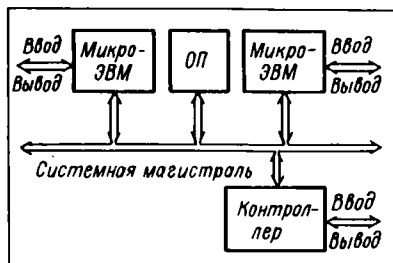 Ввод
Вывод
Микро-
ЭВМ
ОП
Микро-
ЭВМ
Ввод
Вывод
Системная магистраль
Контрол-
лер
Ввод
Вывод